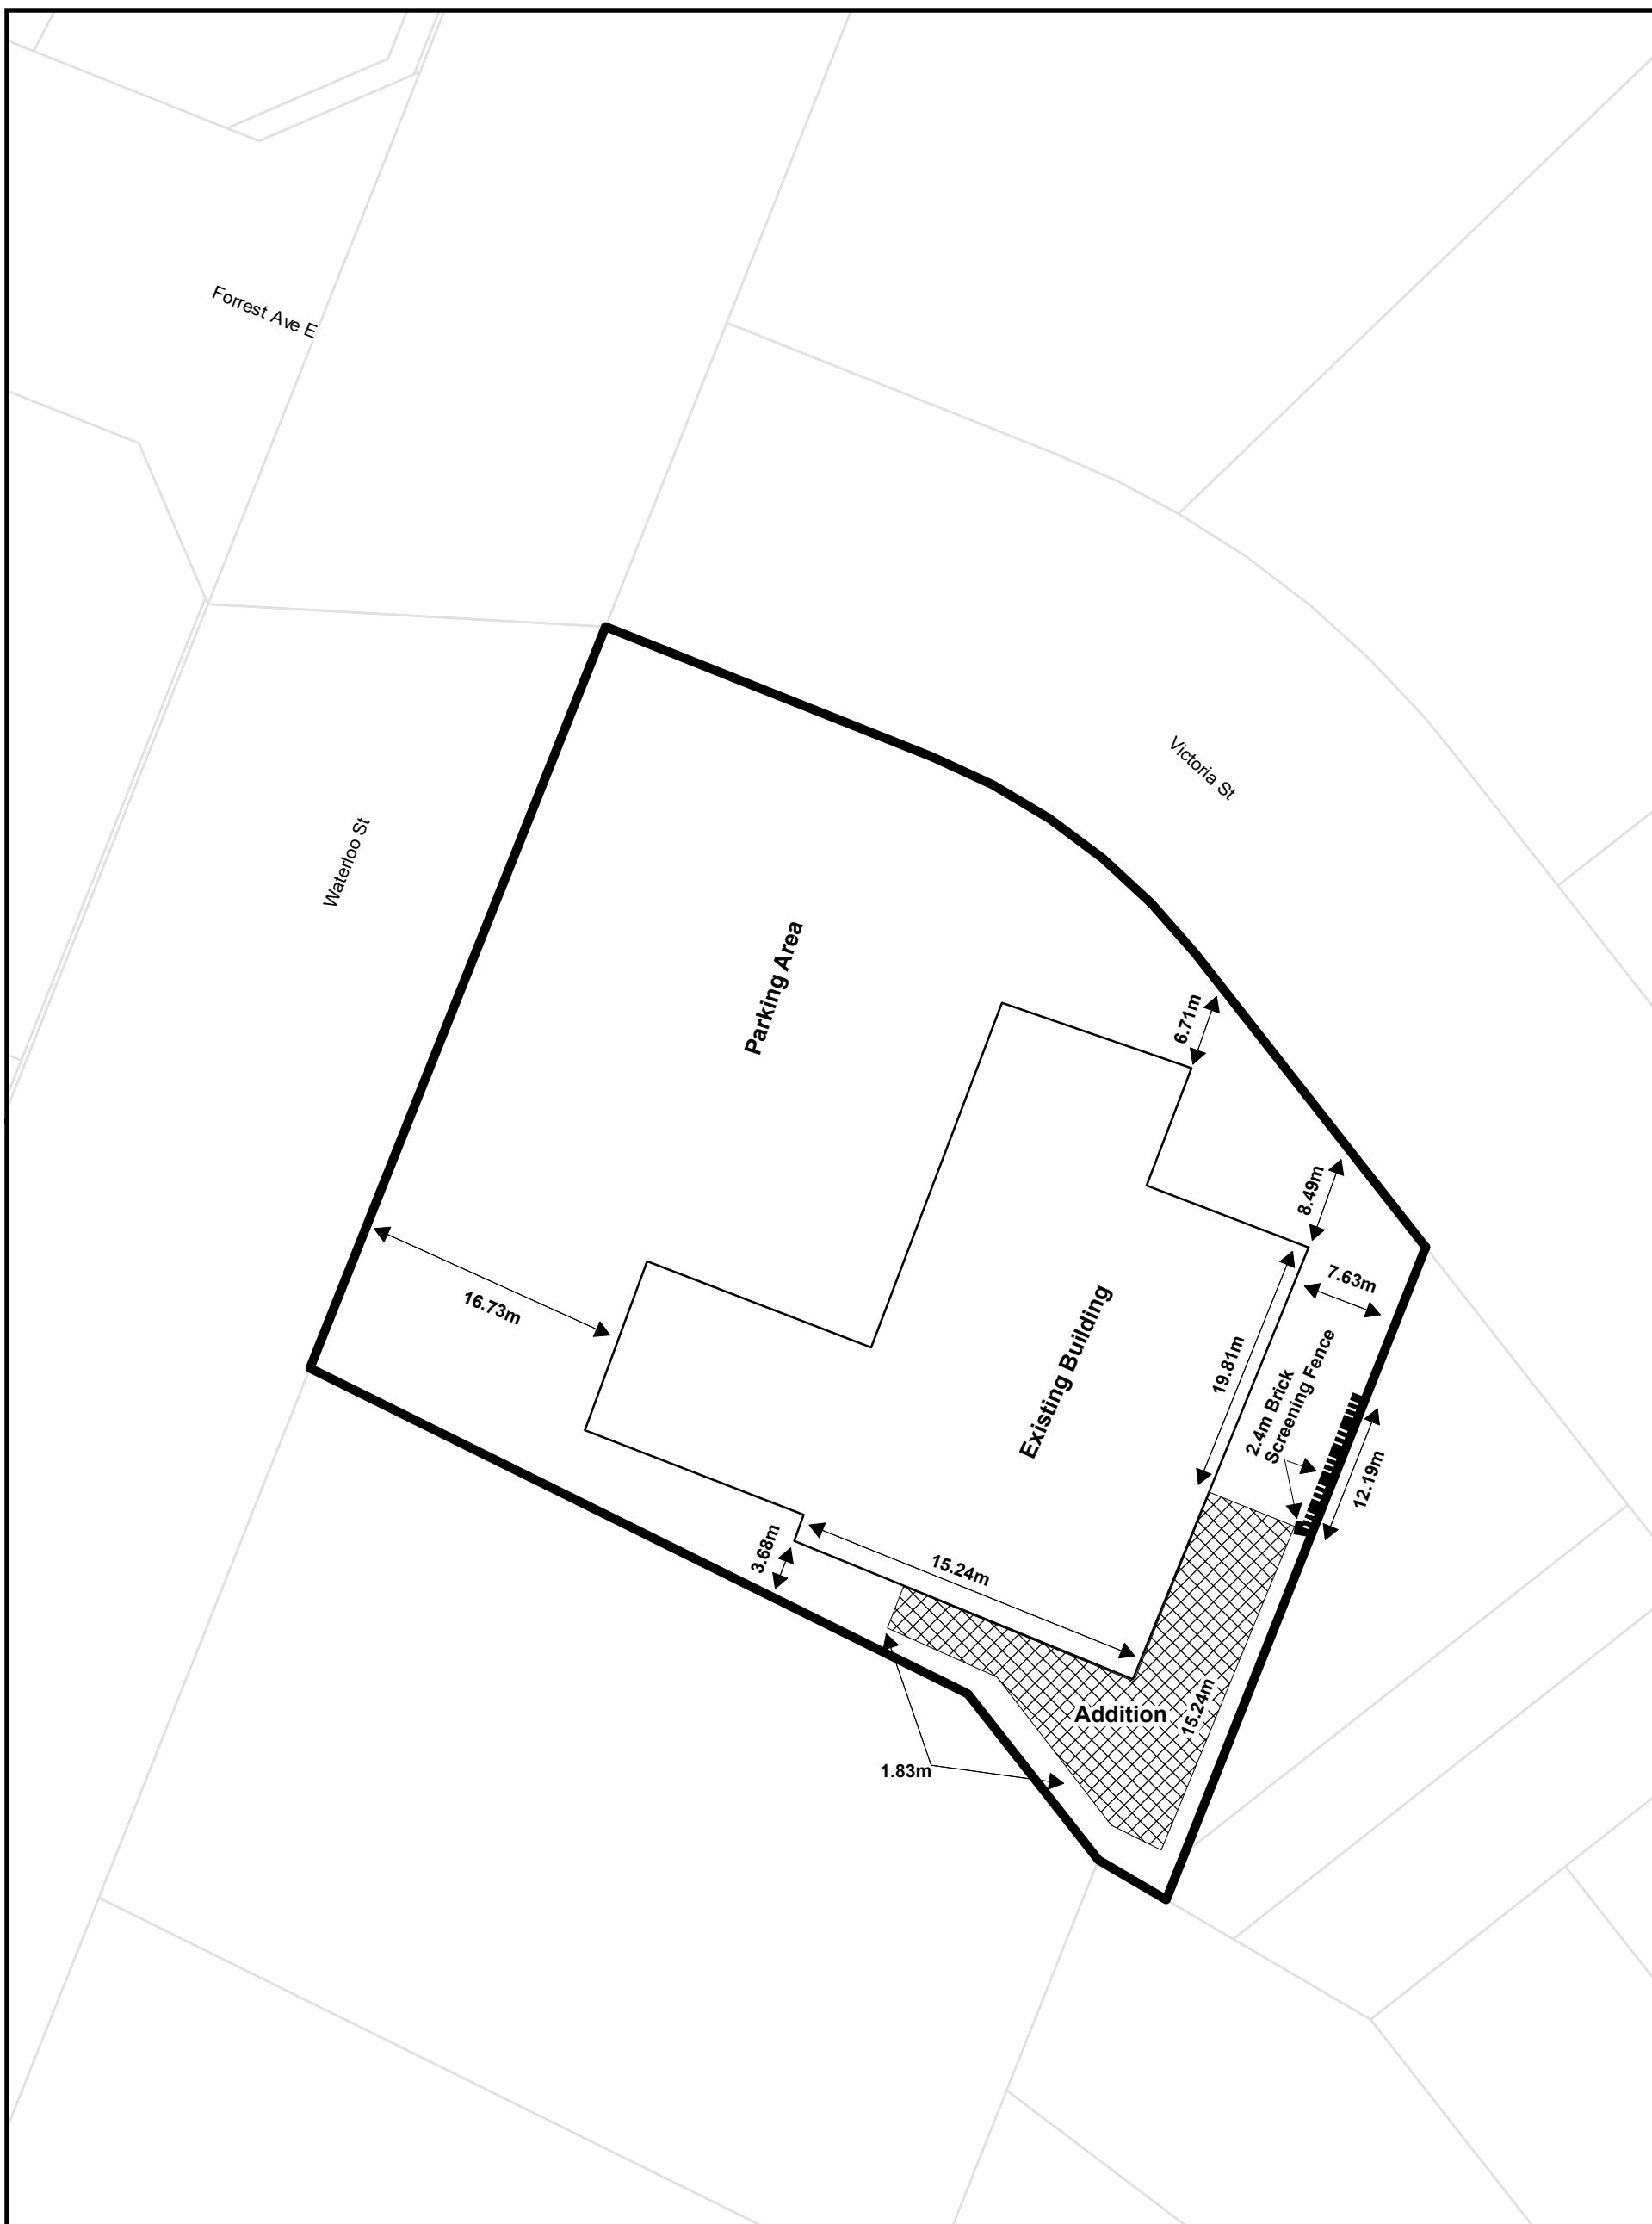 Forrest Ave E
Victoria St
Waterloo St
Parking Area
6.71m
8.49m
7.63m
16.73m
Existing Building
19.81m
2.4m Brick
Screening Fence
12.19m
3.68m
15.24m
15.24m
Addition
1.83m